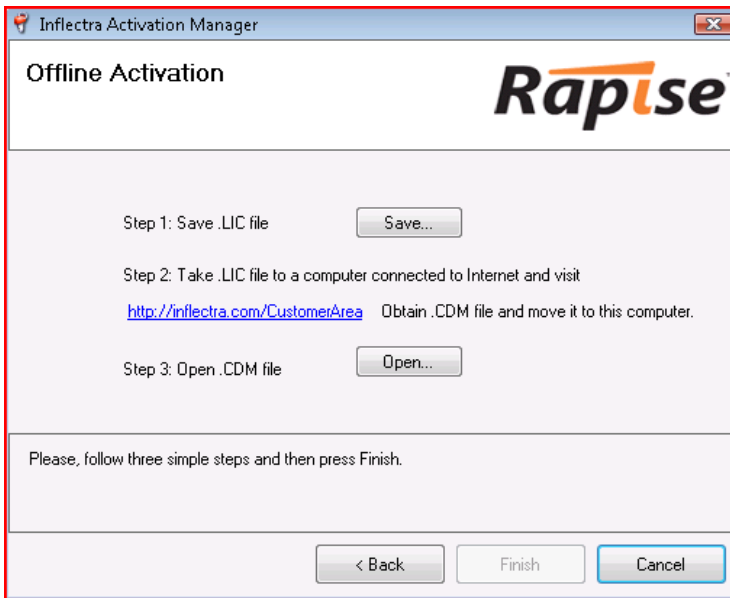 Inflectra Activation Manager
Offline Activation
Rapise
Step 1: Save .LIC file
Save...
Step 2: Take .LIC file to a computer connected to Internet and visit
http://inflectra.com/CustomerArea Obtain .CDM file and move it to this computer.
Step 3: Open .CDM file
Open...
Please, follow three simple steps and then press Finish.
< Back Finish Cancel